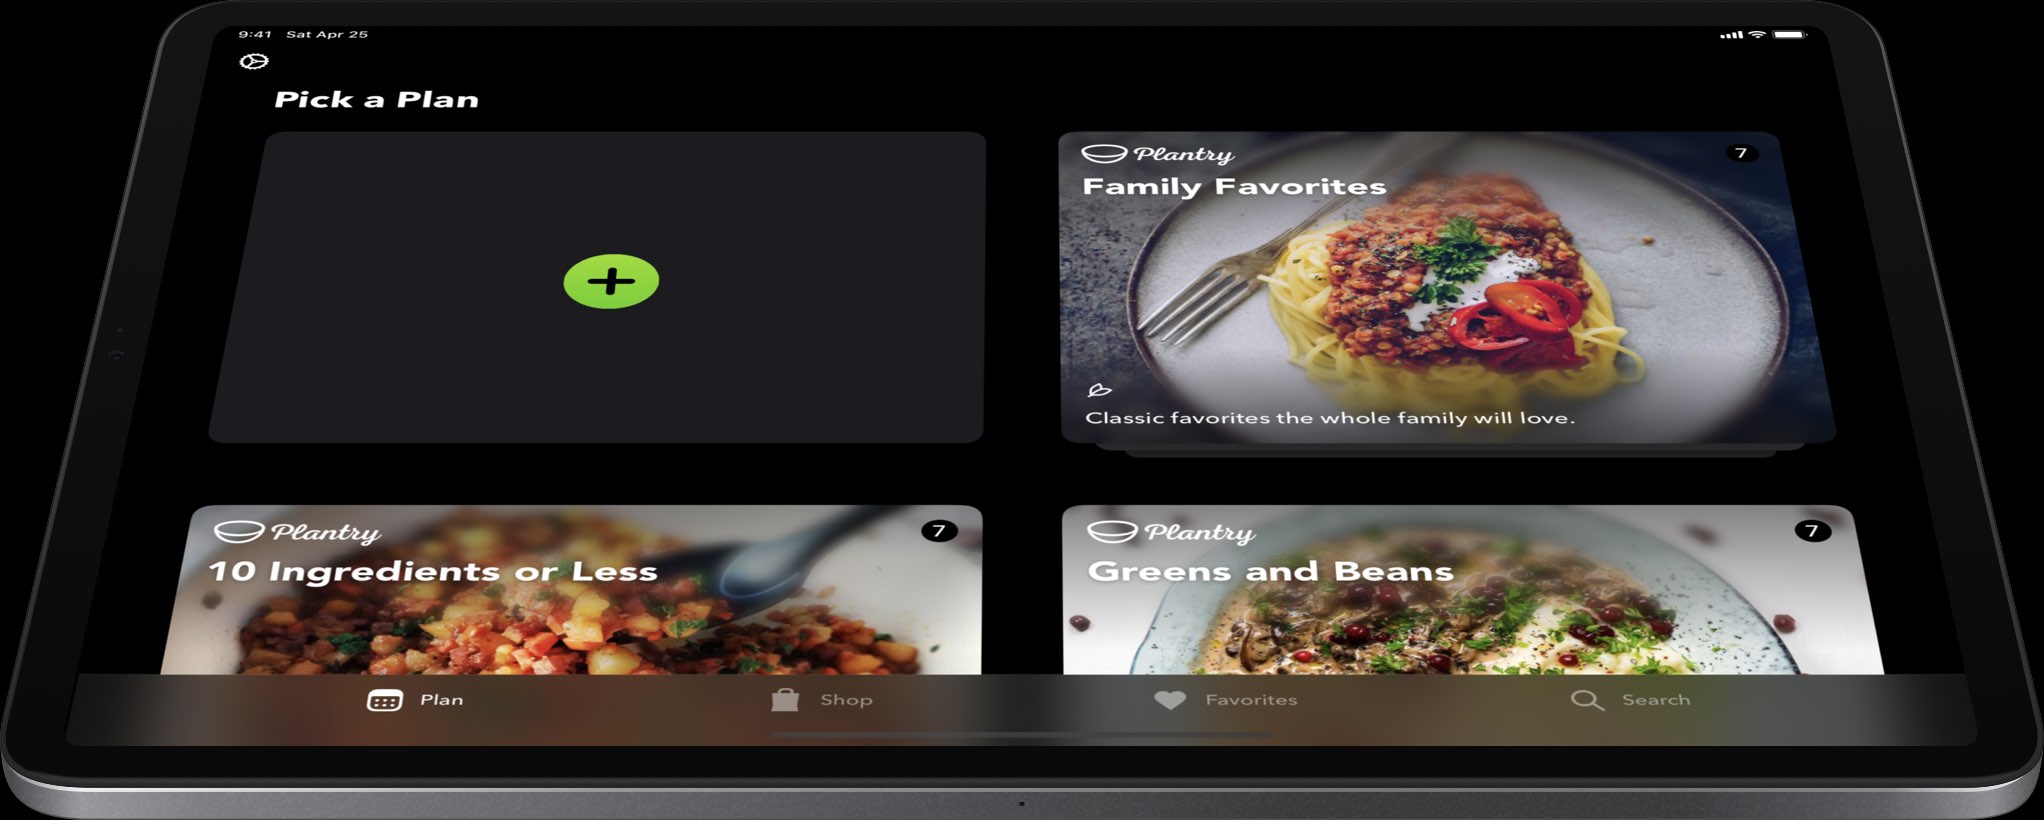 9:41 Sat Apr 25
Pick a Plan
Plantry
7
Family Favorites
Classic favorites the whole family will love.
Plantry
7
10 Ingredients or Less
Plantry
7
Greens and Beans
Plan
Shop
Favorites
Search